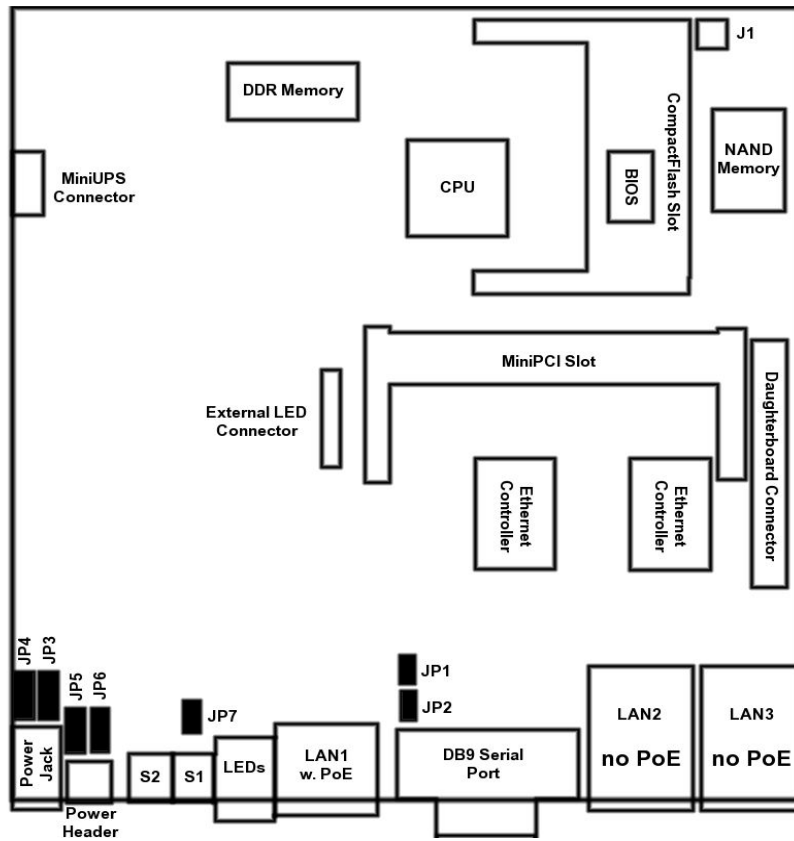 J1
DDR Memory
CompactFlash Slot
NAND
Memory
BIOS
CPU
MiniUPS
Connector
MiniPCI Slot
External LED
Connector
Daughterboard Connector
Ethernet
Controller
Ethernet
Controller
JP4
JP3
JP5
JP6
JP7
JP1
JP2
Power
Jack
S2
S1
LEDs
LAN1
w. PoE
DB9 Serial
Port
LAN2
no PoE
LAN3
no PoE
Power
Header